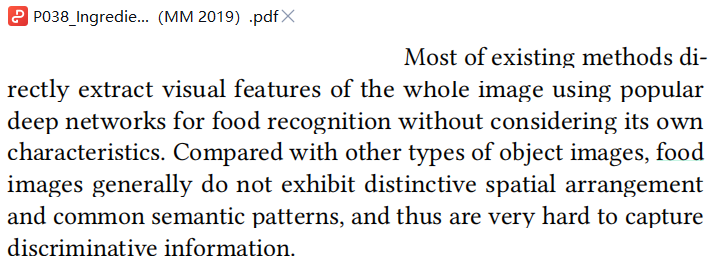 P038_Ingredie... (MM 2019) .pdf
Most of existing methods di-
rectly extract visual features of the whole image using popular
deep networks for food recognition without considering its own
characteristics. Compared with other types of object images, food
images generally do not exhibit distinctive spatial arrangement
and common semantic patterns, and thus are very hard to capture
discriminative information.